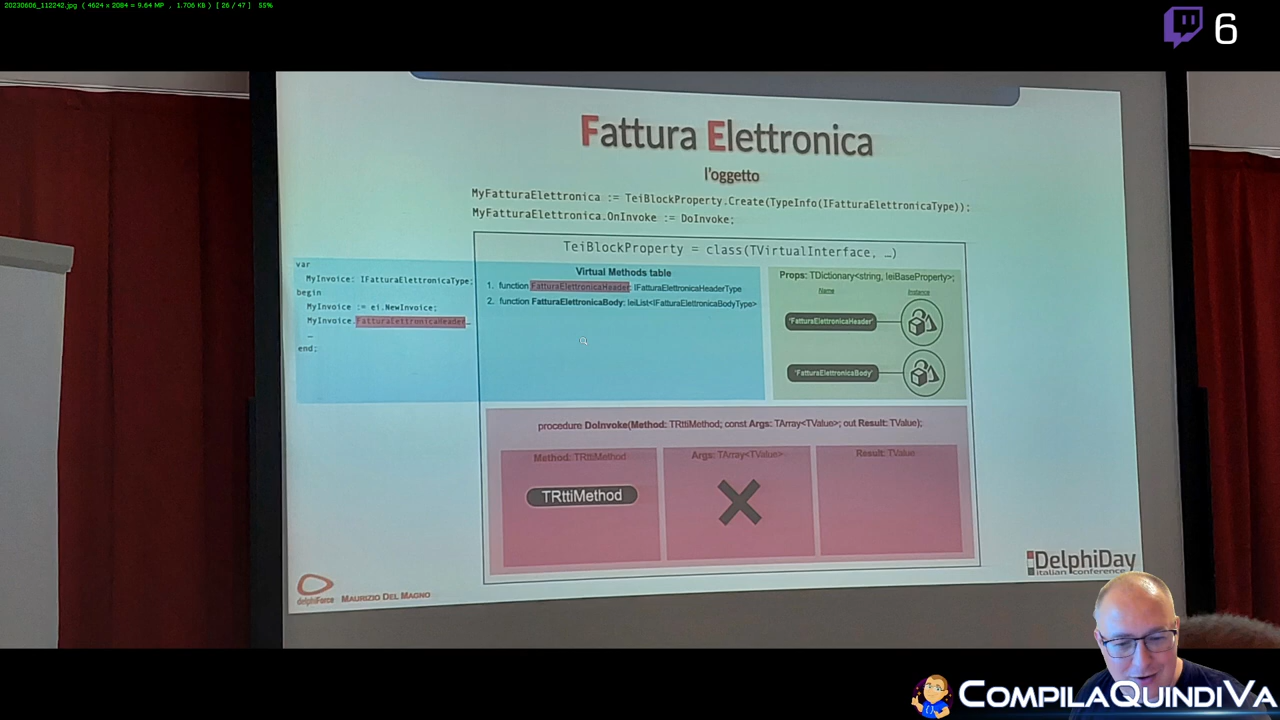 20230606_112242.jpg ( 4624 x 2084 = 9.64 MP , 1.706 KB ) [ 26 / 47 ] 55%
6
Fattura Elettronica
l'oggetto
MyFatturaElettronica := TeiBlockProperty.Create(TypeInfo(IFatturaElettronicaType));
MyFatturaElettronica.OnInvoke := DoInvoke;
TeiBlockProperty = class(TVirtualInterface, …)
var
MyInvoice: IFatturaElettronicaType;
begin
MyInvoice := ei.NewInvoice;
MyInvoice.FatturaElettronicaHeader…
…
end;
Virtual Methods table
1. function FatturaElettronicaHeader: IFatturaElettronicaHeaderType
2. function FatturaElettronicaBody: IeiList<IFatturaElettronicaBodyType>
Props: TDictionary<string, IeiBaseProperty>;
Name Instance
'FatturaElettronicaHeader'
'FatturaElettronicaBody'
procedure DoInvoke(Method: TRttiMethod; const Args: TArray<TValue>; out Result: TValue);
Method: TRttiMethod
Args: TArray<TValue>
Result: TValue
TRttiMethod
delphiForce
MAURIZIO DEL MAGNO
DelphiDay
italian conference
COMPILAQUINDIVA